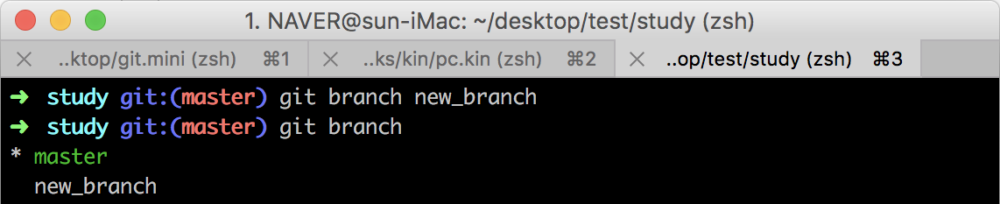 1. NAVER@sun-iMac: ~/desktop/test/study (zsh)
..ktop/git.mini (zsh) ⌘1 ..ks/kin/pc.kin (zsh) ⌘2 ..op/test/study (zsh) ⌘3
➜ study git:(master) git branch new_branch
➜ study git:(master) git branch
* master
new_branch